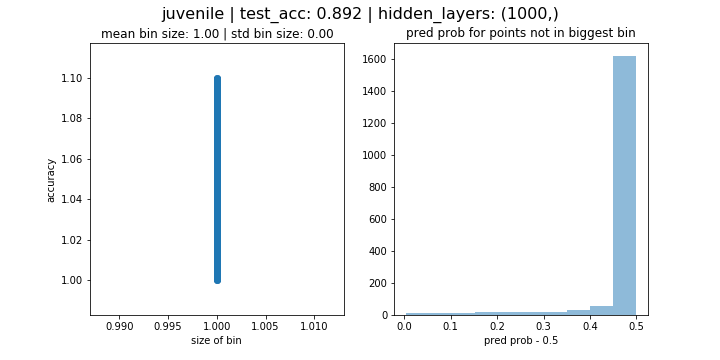 juvenile | test_acc: 0.892 | hidden_layers: (1000,)
mean bin size: 1.00 | std bin size: 0.00
accuracy
1.10
1.08
1.06
1.04
1.02
1.00
0.990 0.995 1.000 1.005 1.010
size of bin
pred prob for points not in biggest bin
1600
1400
1200
1000
800
600
400
200
0
0.0 0.1 0.2 0.3 0.4 0.5
pred prob - 0.5